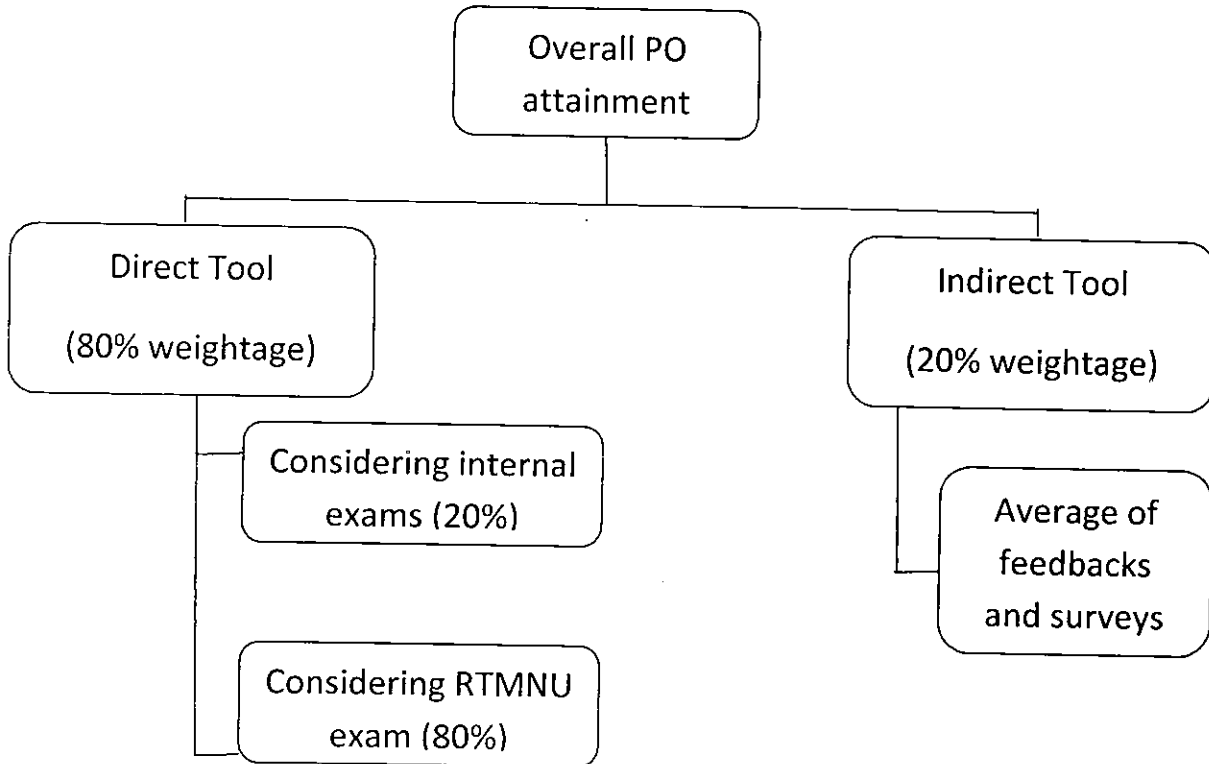 Overall PO
attainment
Direct Tool
(80% weightage)
Indirect Tool
(20% weightage)
Considering internal
exams (20%)
Average of
feedbacks
and surveys
Considering RTMNU
exam (80%)